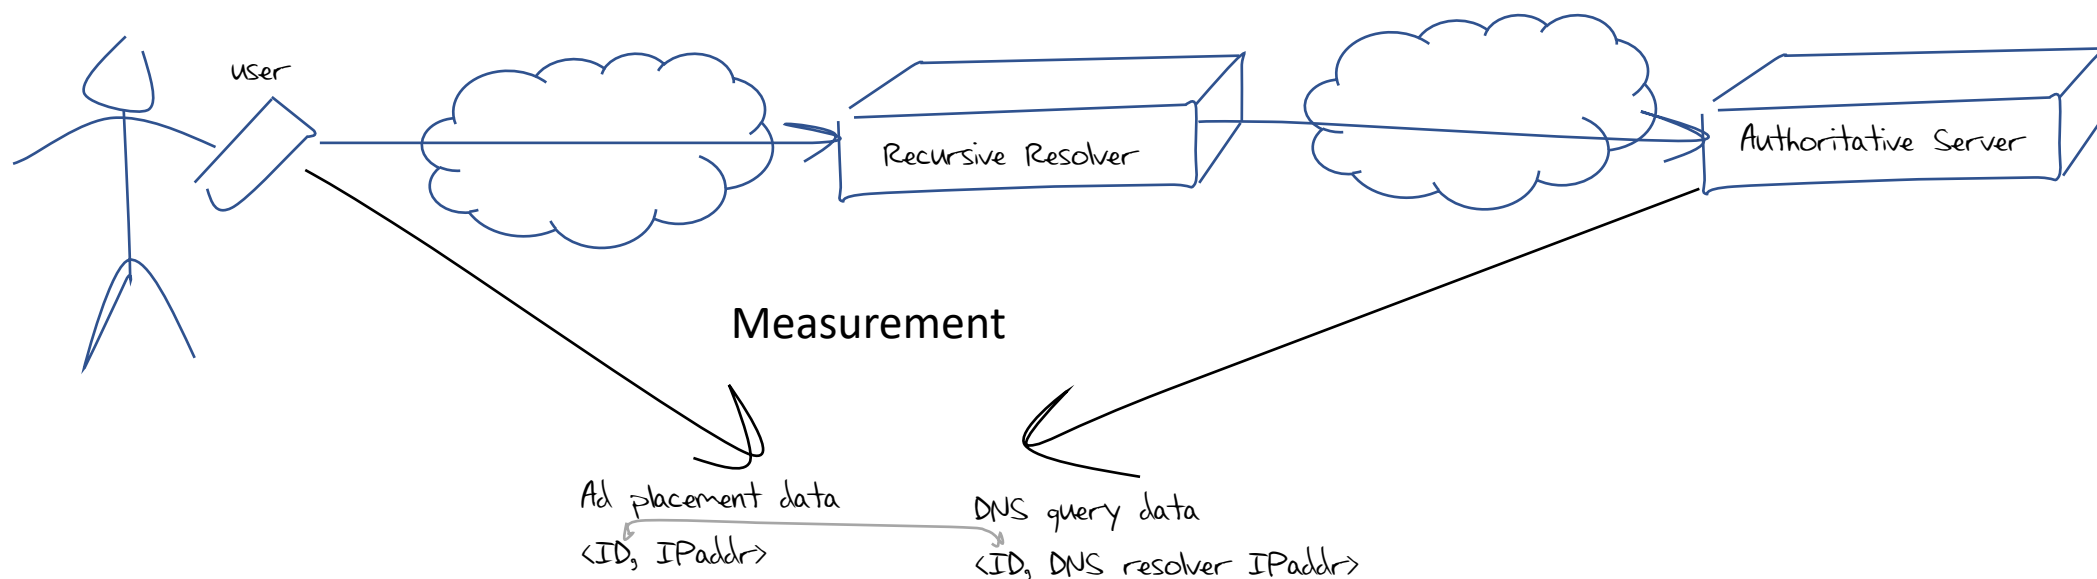 user
Recursive Resolver
Authoritative Server
Measurement
Ad placement data
<ID, IPaddr>
DNS query data
<ID, DNS resolver IPaddr>